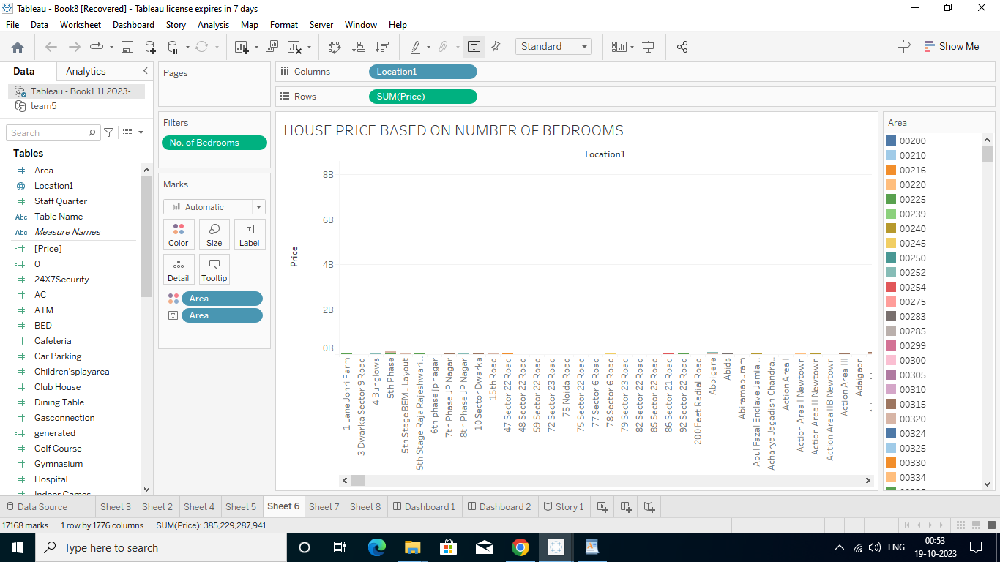 Tableau - Book8 [Recovered] - Tableau license expires in 7 days
File Data Worksheet Dashboard Story Analysis Map Format Server Window Help
Standard
Show Me
Data
Analytics
Tableau - Book1.11 2023-...
team5
Search
Tables
Area
Location1
Staff Quarter
Abc Table Name
Abc Measure Names
[Price]
0
24X7Security
AC
ATM
BED
Cafeteria
Car Parking
Children'splayarea
Club House
Dining Table
Gasconnection
generated
Golf Course
Gymnasium
Hospital
Indoor Games
Pages
Filters
No. of Bedrooms
Marks
Automatic
Color
Size
Label
Detail
Tooltip
Area
Area
Columns
Location1
Rows
SUM(Price)
HOUSE PRICE BASED ON NUMBER OF BEDROOMS
Location1
Price
8B
6B
4B
2B
0B
1 Lane Johri Farm
3 Dwarka Sector 9 Road
4 Bunglows
5th Phase
5th Stage BEML Layout
5th Stage Raja Rajeshwari ..
6th phase jp nagar
7th Phase JP Nagar
8th Phase JP Nagar
10 Sector Dwarka
15th Road
47 Sector 22 Road
48 Sector 22 Road
59 Sector 22 Road
72 Sector 23 Road
75 Noida Road
75 Sector 22 Road
77 Sector 6 Road
78 Sector 6 Road
79 Sector 23 Road
82 Sector 22 Road
85 Sector 22 Road
86 Sector 21 Road
92 Sector 22 Road
200 Feet Radial Road
Abbigere
Abids
Abiramapuram
Abul Fazal Enclave Jamia ..
Acharya Jagadish Chandra..
Action Area I
Action Area I Newtown
Action Area II Newtown
Action Area IIB Newtown
Action Area III
Adajgaon
Area
00200
00210
00216
00220
00225
00239
00240
00245
00250
00252
00254
00275
00283
00285
00299
00300
00305
00310
00315
00320
00324
00325
00330
00334
Data Source
Sheet 3
Sheet 2
Sheet 4
Sheet 5
Sheet 6
Sheet 7
Sheet 8
Dashboard 1
Dashboard 2
Story 1
17168 marks
1 row by 1776 columns
SUM(Price): 385,229,287,941
Type here to search
ENG
00:53
19-10-2023